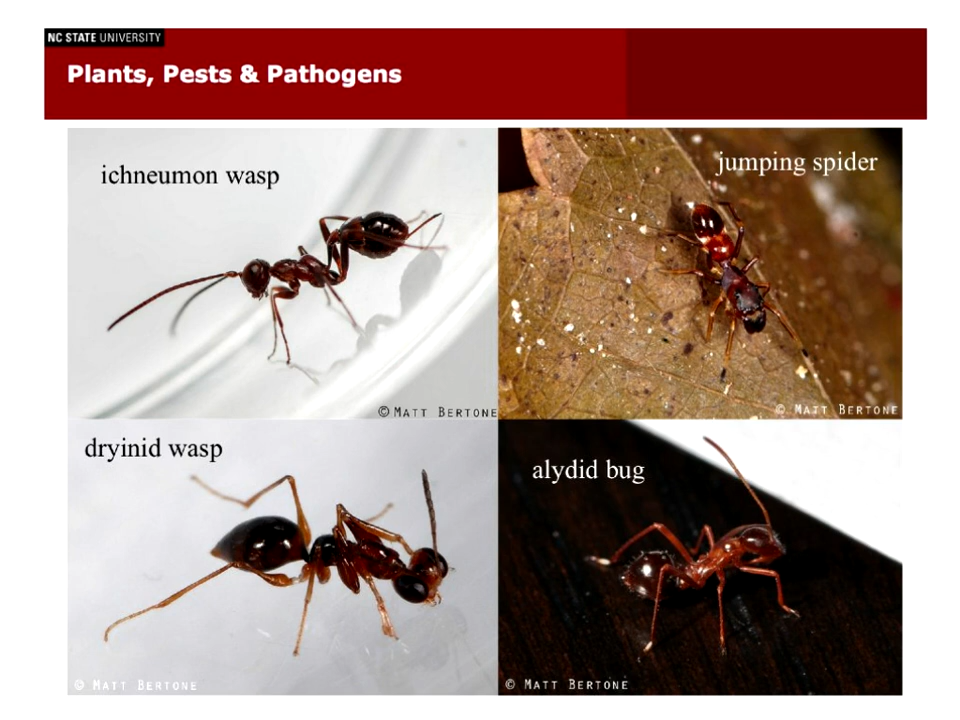 NC STATE UNIVERSITY
Plants, Pests & Pathogens
ichneumon wasp
jumping spider
© MATT BERTONE
© MATT BERTONE
dryinid wasp
alydid bug
© MATT BERTONE
© MATT BERTONE